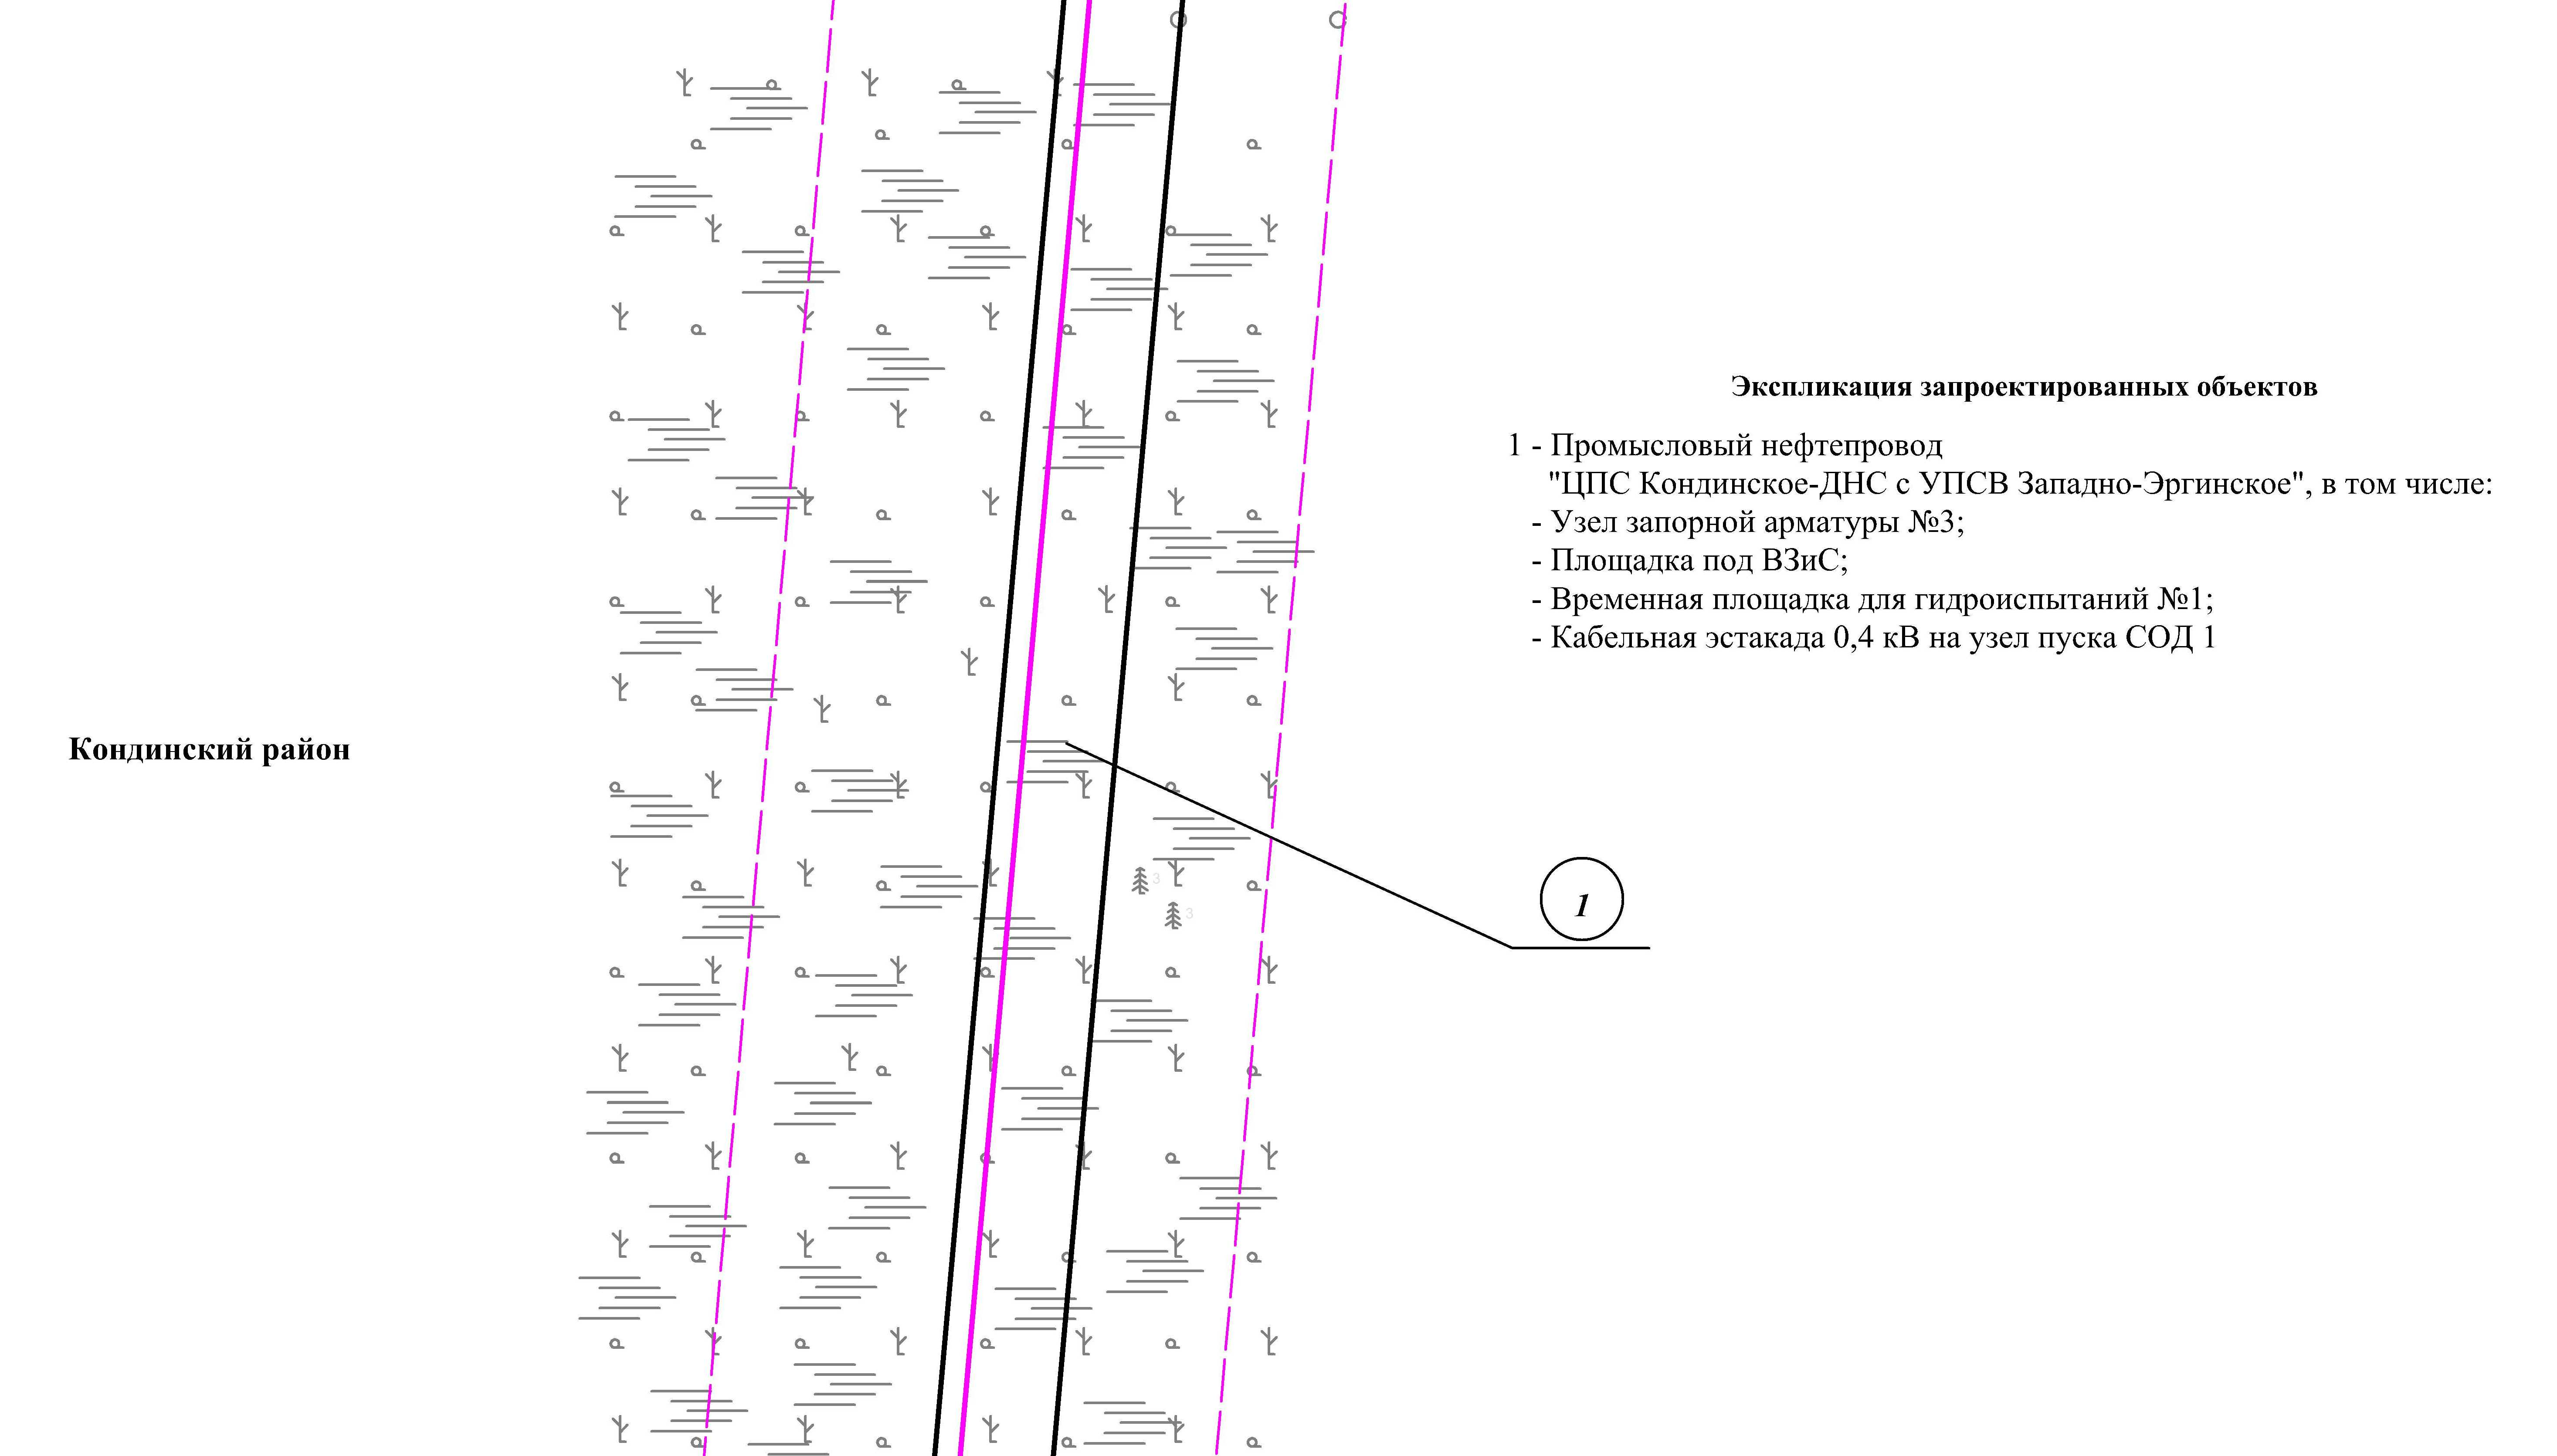 Экспликация запроектированных объектов
1 - Промысловый нефтепровод
"ЦПС Кондинское-ДНС с УПСВ Западно-Эргинское", в том числе:
- Узел запорной арматуры №3;
- Площадка под ВЗиС;
- Временная площадка для гидроиспытаний №1;
- Кабельная эстакада 0,4 кВ на узел пуска СОД 1
Кондинский район
3
3
1